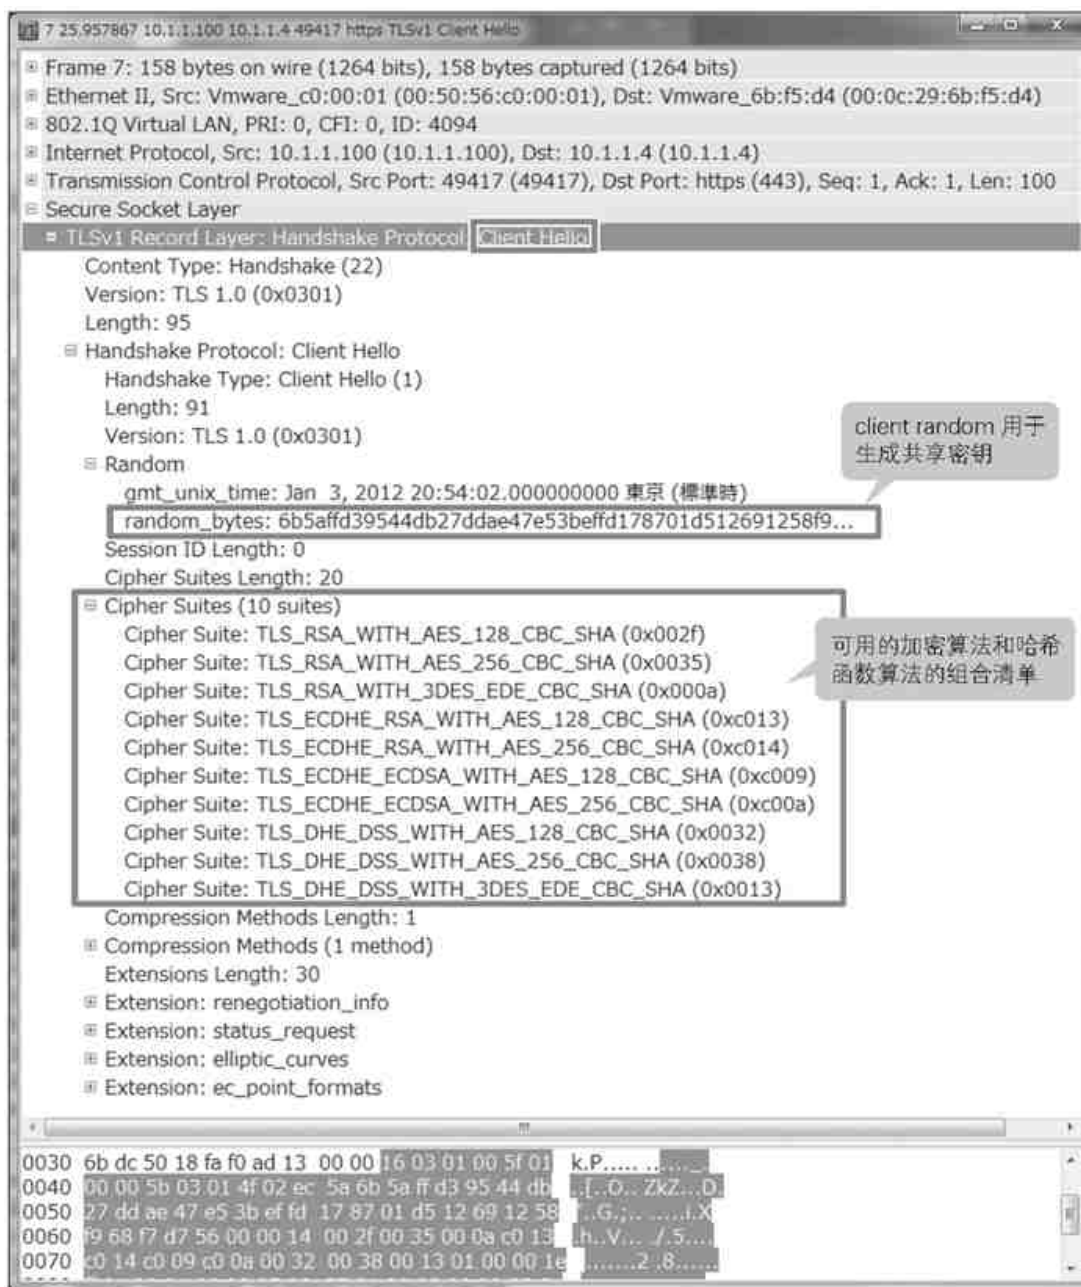 7 25.957867 10.1.1.100 10.1.1.4 49417 https TLSv1 Client Hello
Frame 7: 158 bytes on wire (1264 bits), 158 bytes captured (1264 bits)
Ethernet II, Src: Vmware_c0:00:01 (00:50:56:c0:00:01), Dst: Vmware_6b:f5:d4 (00:0c:29:6b:f5:d4)
802.1Q Virtual LAN, PRI: 0, CFI: 0, ID: 4094
Internet Protocol, Src: 10.1.1.100 (10.1.1.100), Dst: 10.1.1.4 (10.1.1.4)
Transmission Control Protocol, Src Port: 49417 (49417), Dst Port: https (443), Seq: 1, Ack: 1, Len: 100
Secure Socket Layer
TLSv1 Record Layer: Handshake Protocol: Client Hello
Content Type: Handshake (22)
Version: TLS 1.0 (0x0301)
Length: 95
Handshake Protocol: Client Hello
Handshake Type: Client Hello (1)
Length: 91
Version: TLS 1.0 (0x0301)
client random 用于
生成共享密钥
Random
gmt_unix_time: Jan 3, 2012 20:54:02.000000000 東京 (標準時)
random_bytes: 6b5affd39544db27ddae47e53beffd178701d512691258f9...
Session ID Length: 0
Cipher Suites Length: 20
Cipher Suites (10 suites)
Cipher Suite: TLS_RSA_WITH_AES_128_CBC_SHA (0x002f)
Cipher Suite: TLS_RSA_WITH_AES_256_CBC_SHA (0x0035)
Cipher Suite: TLS_RSA_WITH_3DES_EDE_CBC_SHA (0x000a)
可用的加密算法和哈希
函数算法的组合清单
Cipher Suite: TLS_ECDHE_RSA_WITH_AES_128_CBC_SHA (0xc013)
Cipher Suite: TLS_ECDHE_RSA_WITH_AES_256_CBC_SHA (0xc014)
Cipher Suite: TLS_ECDHE_ECDSA_WITH_AES_128_CBC_SHA (0xc009)
Cipher Suite: TLS_ECDHE_ECDSA_WITH_AES_256_CBC_SHA (0xc00a)
Cipher Suite: TLS_DHE_DSS_WITH_AES_128_CBC_SHA (0x0032)
Cipher Suite: TLS_DHE_DSS_WITH_AES_256_CBC_SHA (0x0038)
Cipher Suite: TLS_DHE_DSS_WITH_3DES_EDE_CBC_SHA (0x0013)
Compression Methods Length: 1
Compression Methods (1 method)
Extensions Length: 30
Extension: renegotiation_info
Extension: status_request
Extension: elliptic_curves
Extension: ec_point_formats
0030 6b dc 50 18 fa f0 ad 13 00 00 16 03 01 00 5f 01 k.P..... ......_.
0040 00 00 5b 03 01 4f 02 ec 5a 6b 5a ff d3 95 44 db ..[..O.. ZkZ...D.
0050 27 dd ae 47 e5 3b ef fd 17 87 01 d5 12 69 12 58 '..G.;.. .....i.X
0060 f9 68 f7 d7 56 00 00 14 00 2f 00 35 00 0a c0 13 .h..V... ./.5....
0070 c0 14 c0 09 c0 0a 00 32 00 38 00 13 01 00 00 1e .......2 .8......